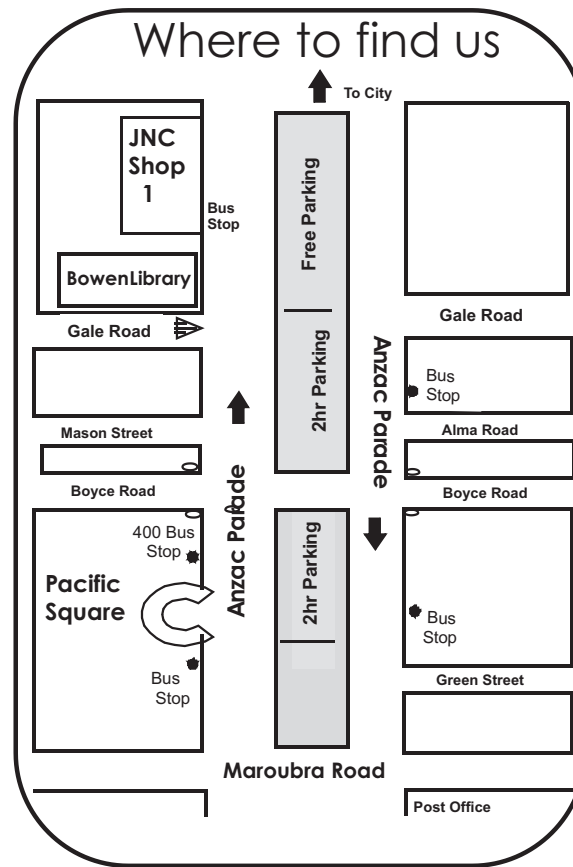 Where to find us
To City
JNC
Shop
1
Bus
Stop
Free Parking
BowenLibrary
Gale Road
Gale Road
2hr Parking
Anzac Parade
Bus
Stop
Mason Street
Alma Road
Boyce Road
Boyce Road
Anzac Parade
400 Bus
Stop
2hr Parking
Pacific
Square
Bus
Stop
Bus
Stop
Green Street
Maroubra Road
Post Office